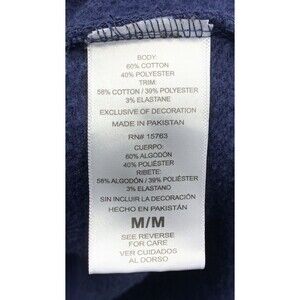 BODY:
60% COTTON
40% POLYESTER
TRIM:
58% COTTON / 39% POLYESTER
3% ELASTANE
EXCLUSIVE OF DECORATION
MADE IN PAKISTAN
RN# 15763
CUERPO:
60% ALGODÓN
40% POLIÉSTER
RIBETE:
58% ALGODÓN / 39% POLIÉSTER
3% ELASTANO
SIN INCLUIR LA DECORACIÓN
HECHO EN PAKISTÁN
M/M
SEE REVERSE
FOR CARE
VER CUIDADOS
AL DORSO